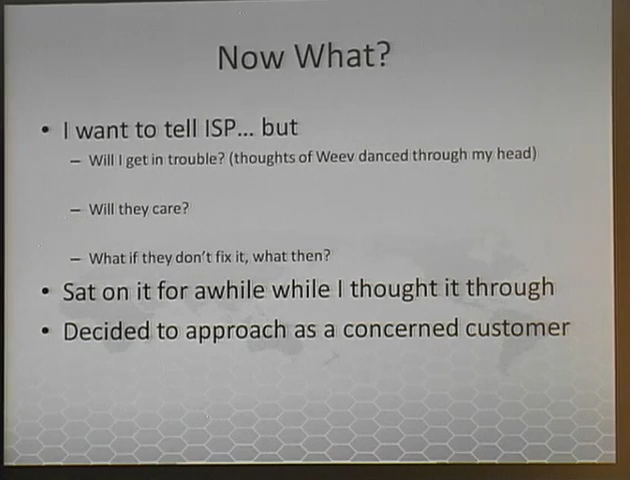 Now What?
• I want to tell ISP... but
– Will I get in trouble? (thoughts of Weev danced through my head)
– Will they care?
– What if they don't fix it, what then?
• Sat on it for awhile while I thought it through
• Decided to approach as a concerned customer